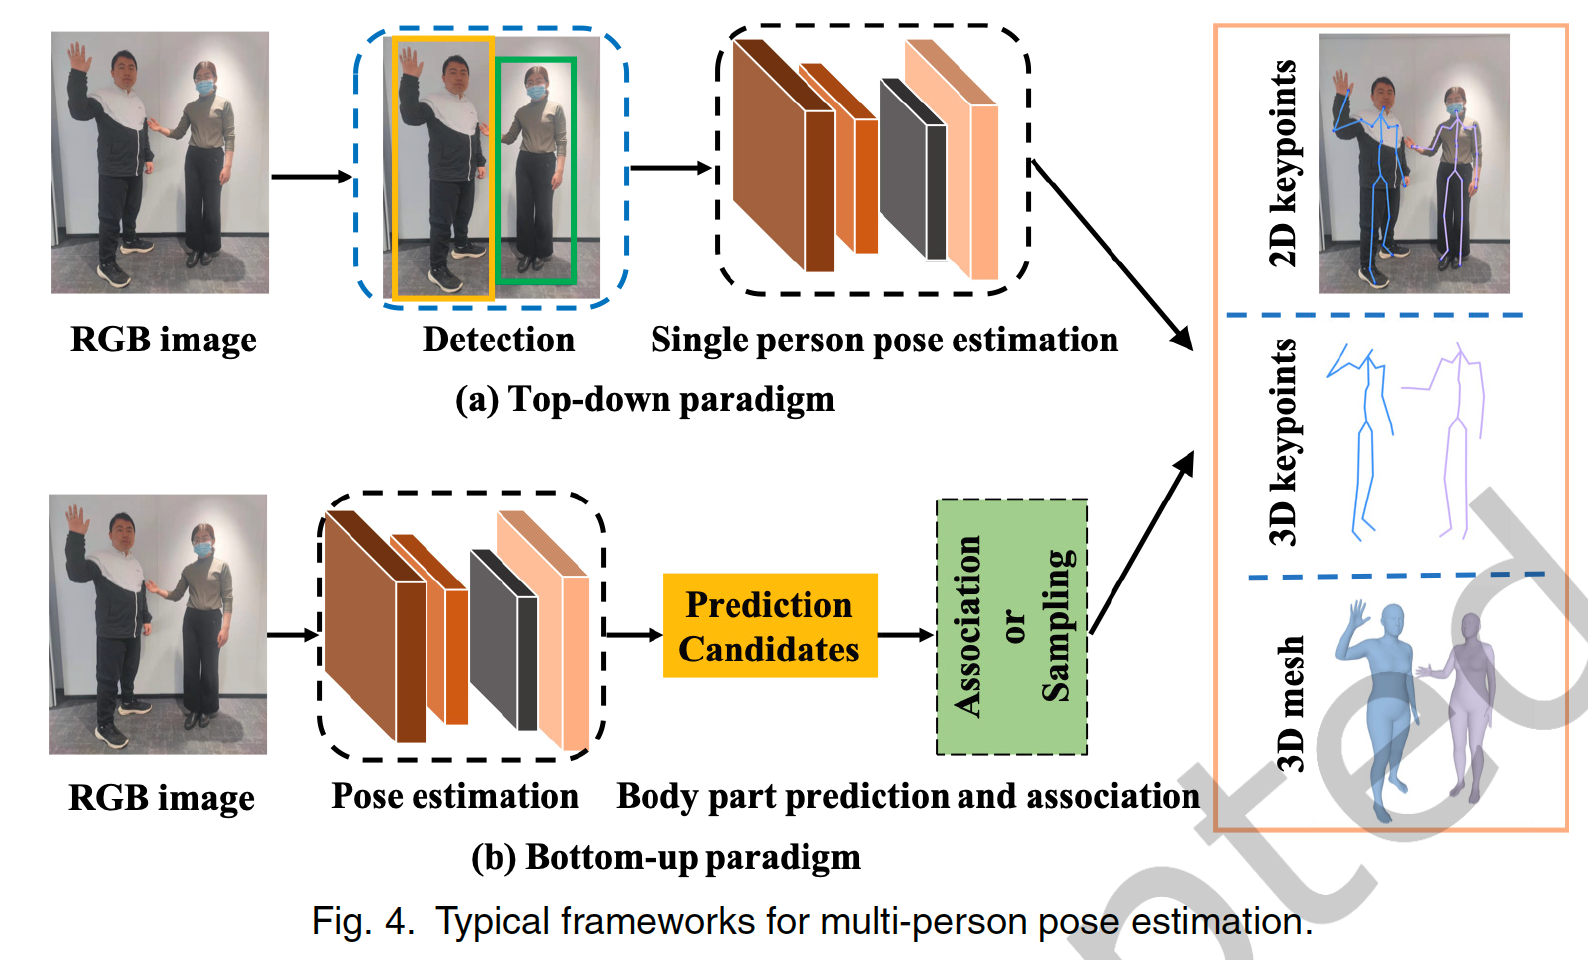 RGB image
Detection
Single person pose estimation
(a) Top-down paradigm
RGB image
Pose estimation
Prediction
Candidates
Association
or
Sampling
Body part prediction and association
(b) Bottom-up paradigm
2D keypoints
3D keypoints
3D mesh
Fig. 4. Typical frameworks for multi-person pose estimation.
pted